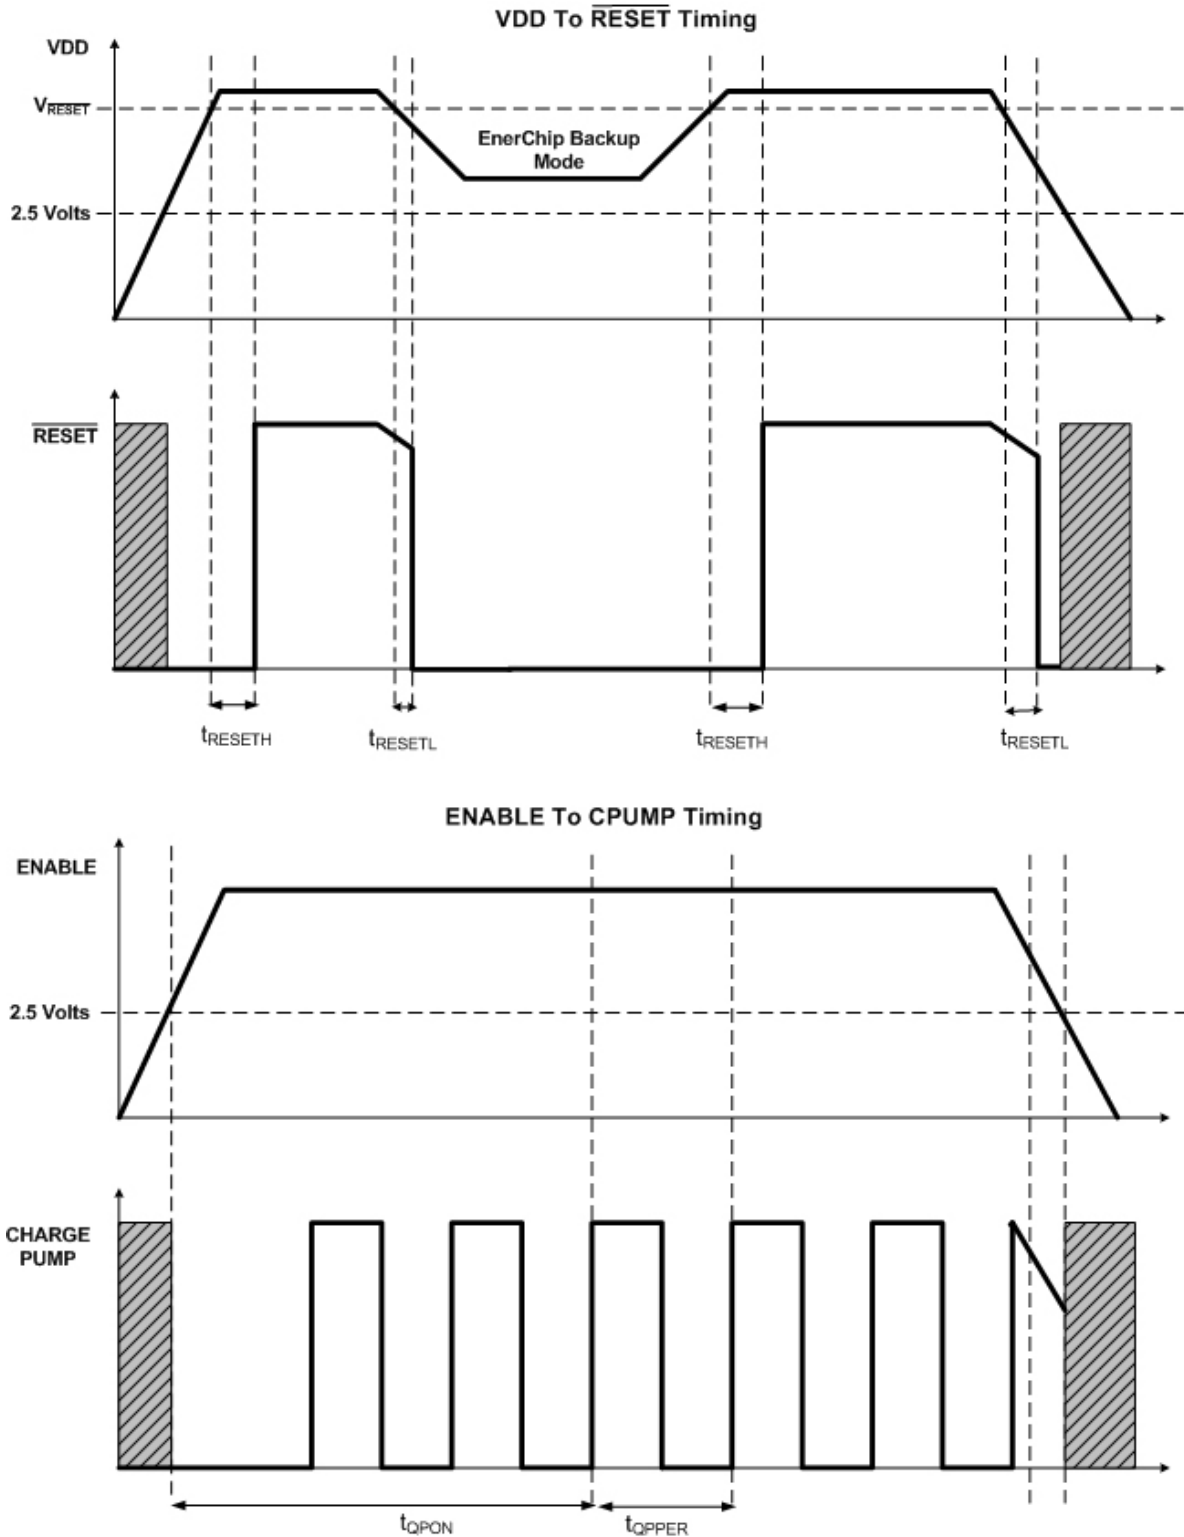 VDD To RESET Timing
VDD
VRESET
EnerChip Backup
Mode
2.5 Volts
RESET
tRESETH
tRESETL
tRESETH
tRESETL
ENABLE To CPUMP Timing
ENABLE
2.5 Volts
CHARGE
PUMP
tQPON
tQPPER